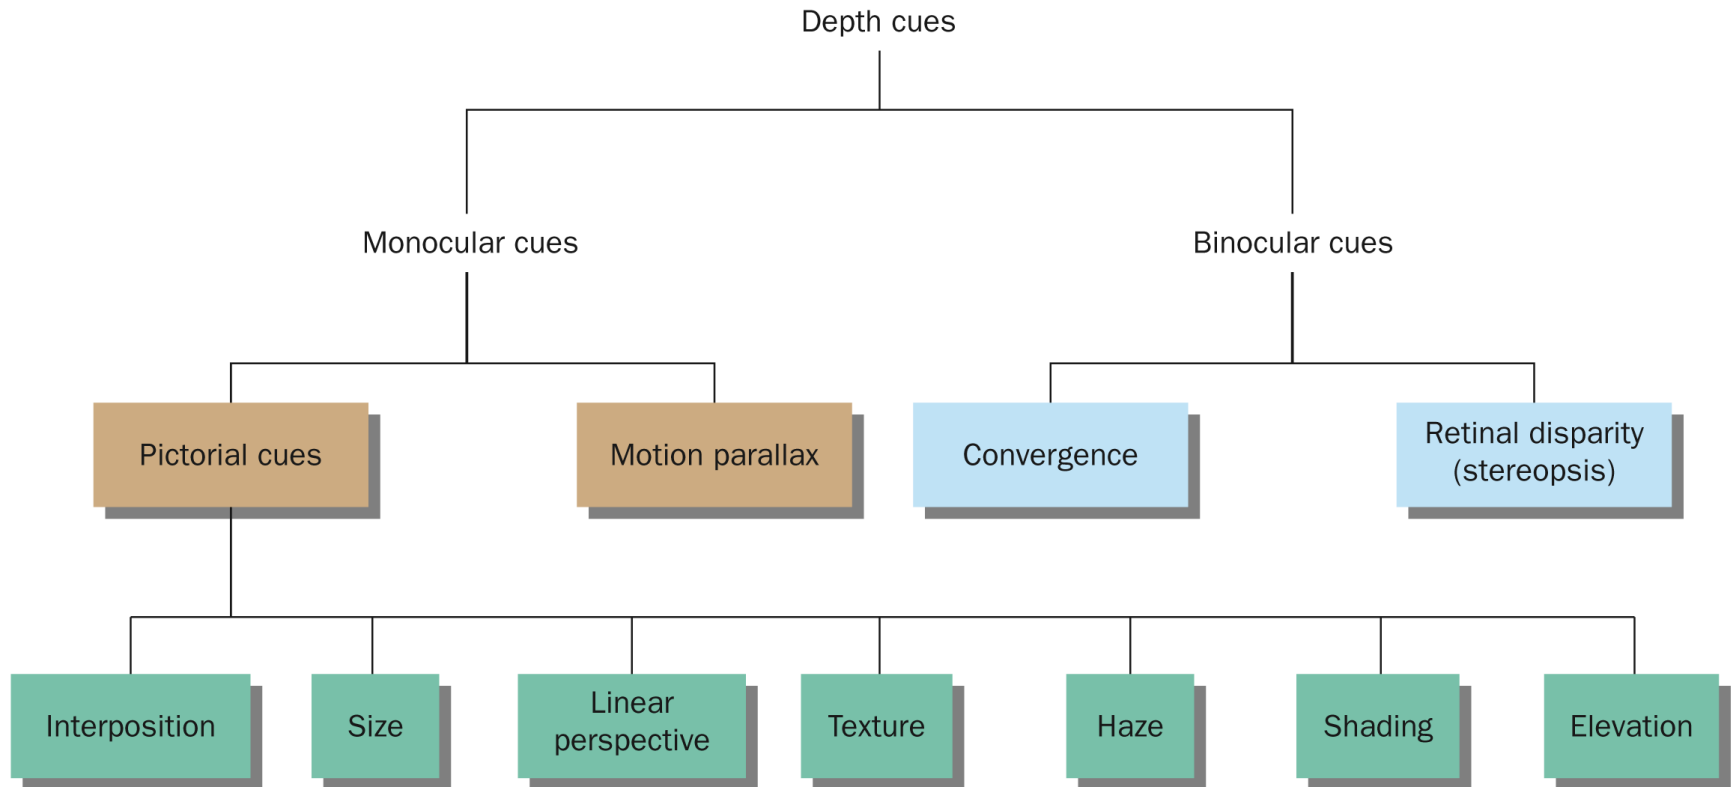 Depth cues
Monocular cues
Binocular cues
Pictorial cues
Motion parallax
Convergence
Retinal disparity
(stereopsis)
Interposition
Size
Linear
perspective
Texture
Haze
Shading
Elevation